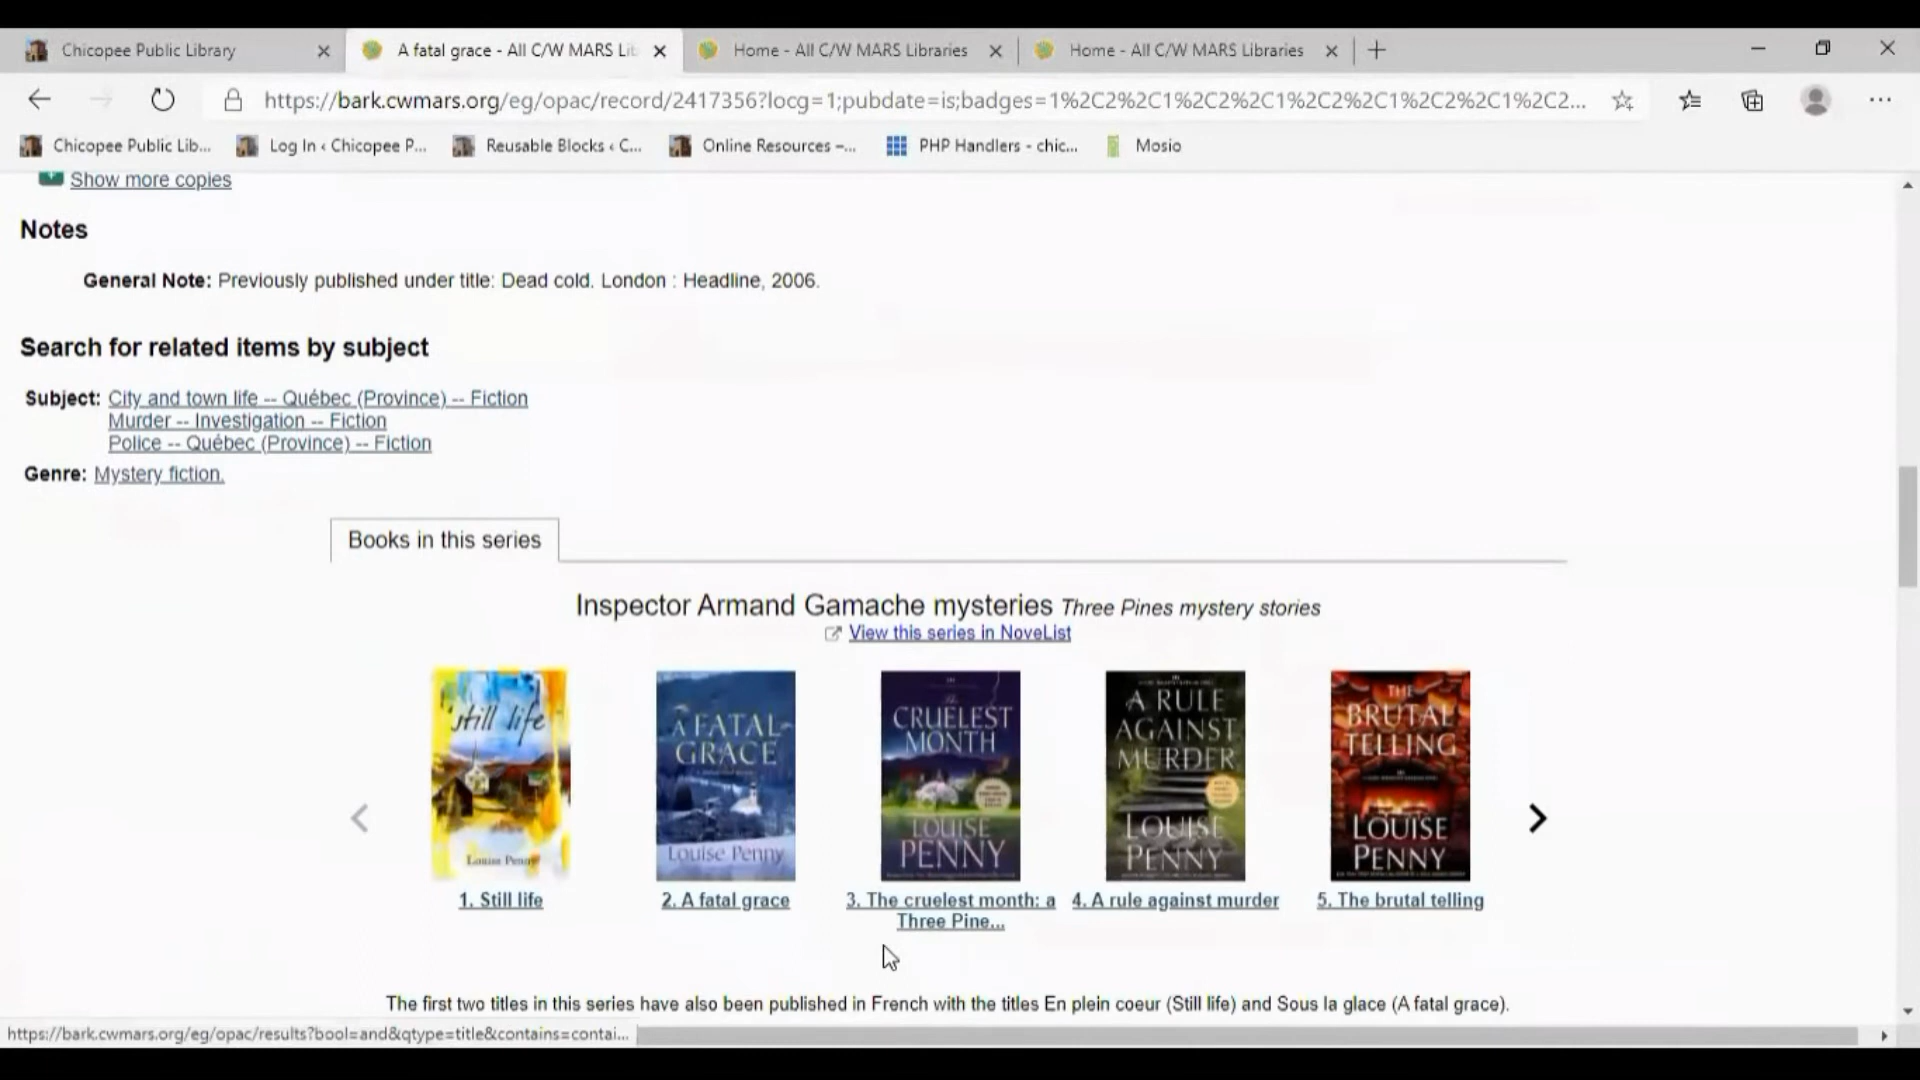 Chicopee Public Library
A fatal grace - All C/W MARS Lib
Home - All C/W MARS Libraries
Home - All C/W MARS Libraries
https://bark.cwmars.org/eg/opac/record/2417356?locg=1;pubdate=is;badges=1%2C2%2C1%2C2%2C1%2C2%2C1%2C2%2C1%2C2...
Chicopee Public Lib...
Log In ‹ Chicopee P...
Reusable Blocks ‹ C...
Online Resources –...
PHP Handlers - chic...
Mosio
Show more copies
Notes
General Note: Previously published under title: Dead cold. London : Headline, 2006.
Search for related items by subject
Subject: City and town life -- Québec (Province) -- Fiction
Murder -- Investigation -- Fiction
Police -- Québec (Province) -- Fiction
Genre: Mystery fiction.
Books in this series
Inspector Armand Gamache mysteries Three Pines mystery stories
View this series in NoveList
still life
Louise Penny
A FATAL
GRACE
Louise Penny
The
CRUELEST
MONTH
LOUISE
PENNY
A RULE
AGAINST
MURDER
LOUISE
PENNY
THE
BRUTAL
TELLING
LOUISE
PENNY
1. Still life
2. A fatal grace
3. The cruelest month: a
Three Pine...
4. A rule against murder
5. The brutal telling
The first two titles in this series have also been published in French with the titles En plein coeur (Still life) and Sous la glace (A fatal grace).
https://bark.cwmars.org/eg/opac/results?bool=and&qtype=title&contains=contai...